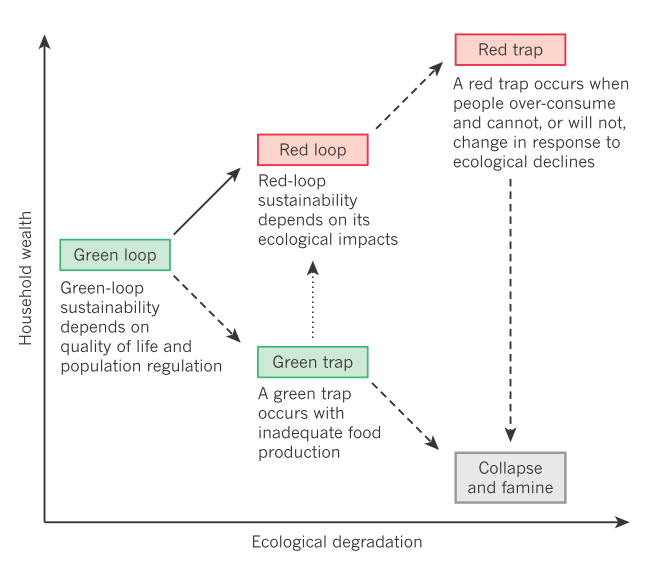 Red trap
A red trap occurs when
people over-consume
and cannot, or will not,
change in response to
ecological declines
Red loop
Red-loop
sustainability
depends on its
ecological impacts
Green loop
Green-loop
sustainability
depends on
quality of life and
population regulation
Green trap
A green trap
occurs with
inadequate food
production
Collapse
and famine
Household wealth
Ecological degradation